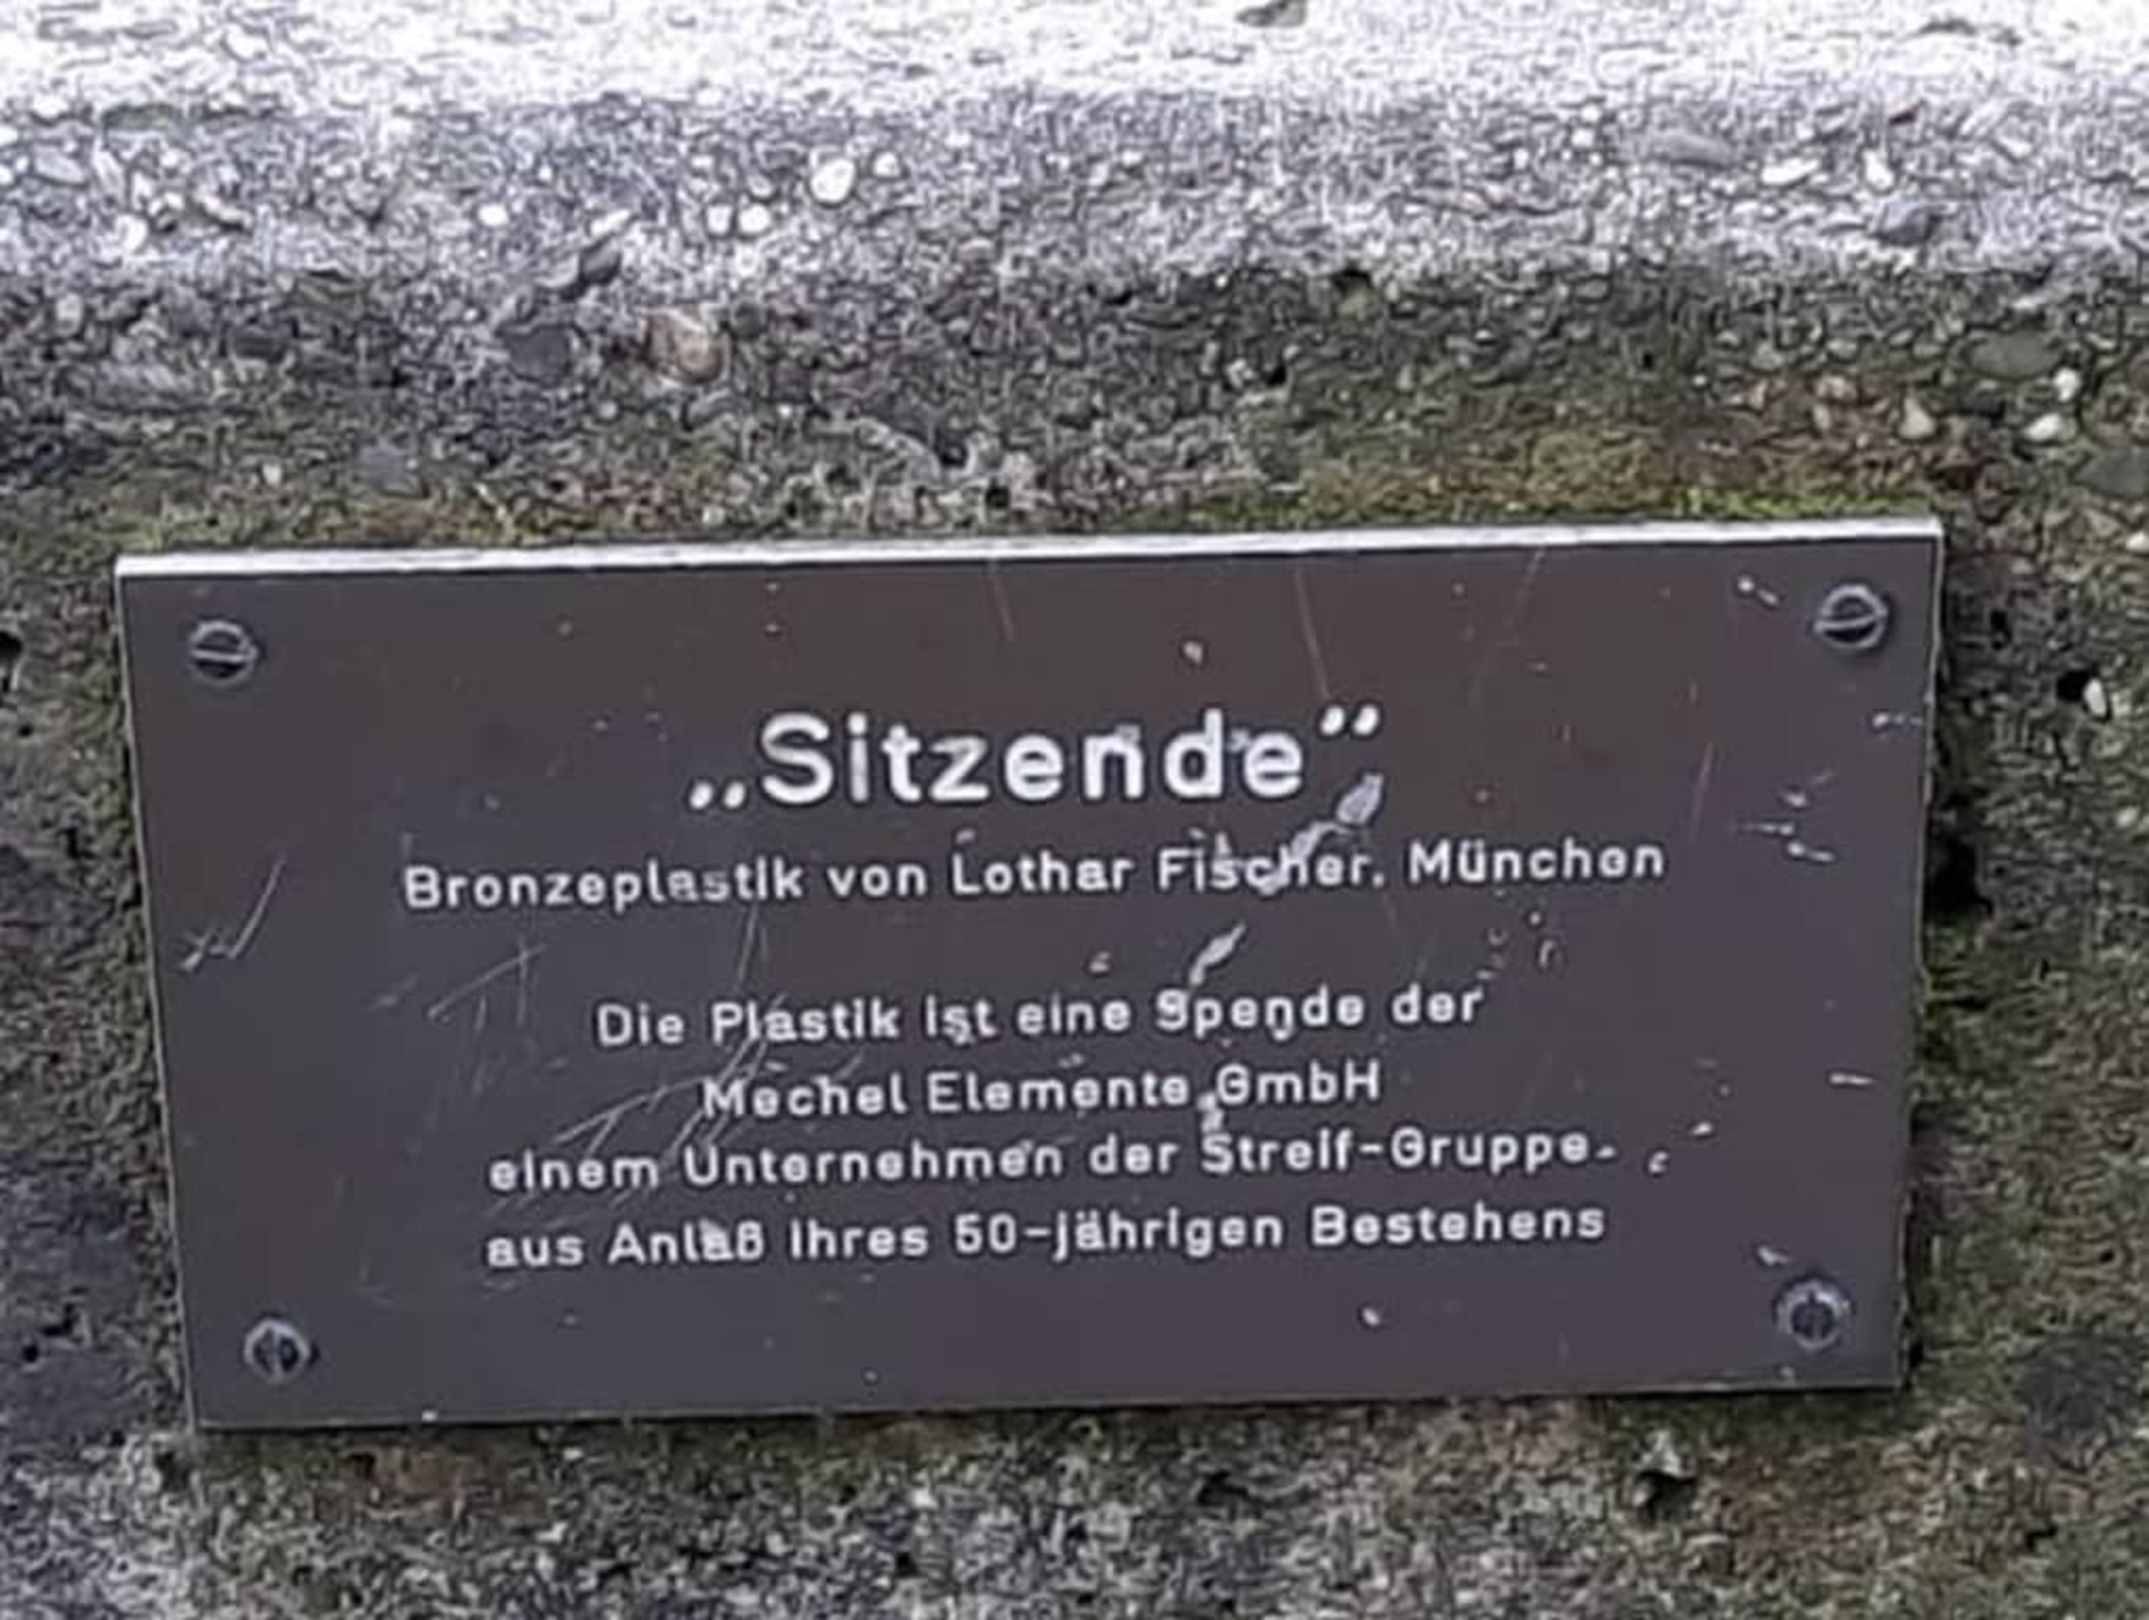 „Sitzende“
Bronzeplastik von Lothar Fischer, München
Die Plastik ist eine Spende der
Mechel Elemente GmbH
einem Unternehmen der Streif-Gruppe
aus Anlaß ihres 50-jährigen Bestehens